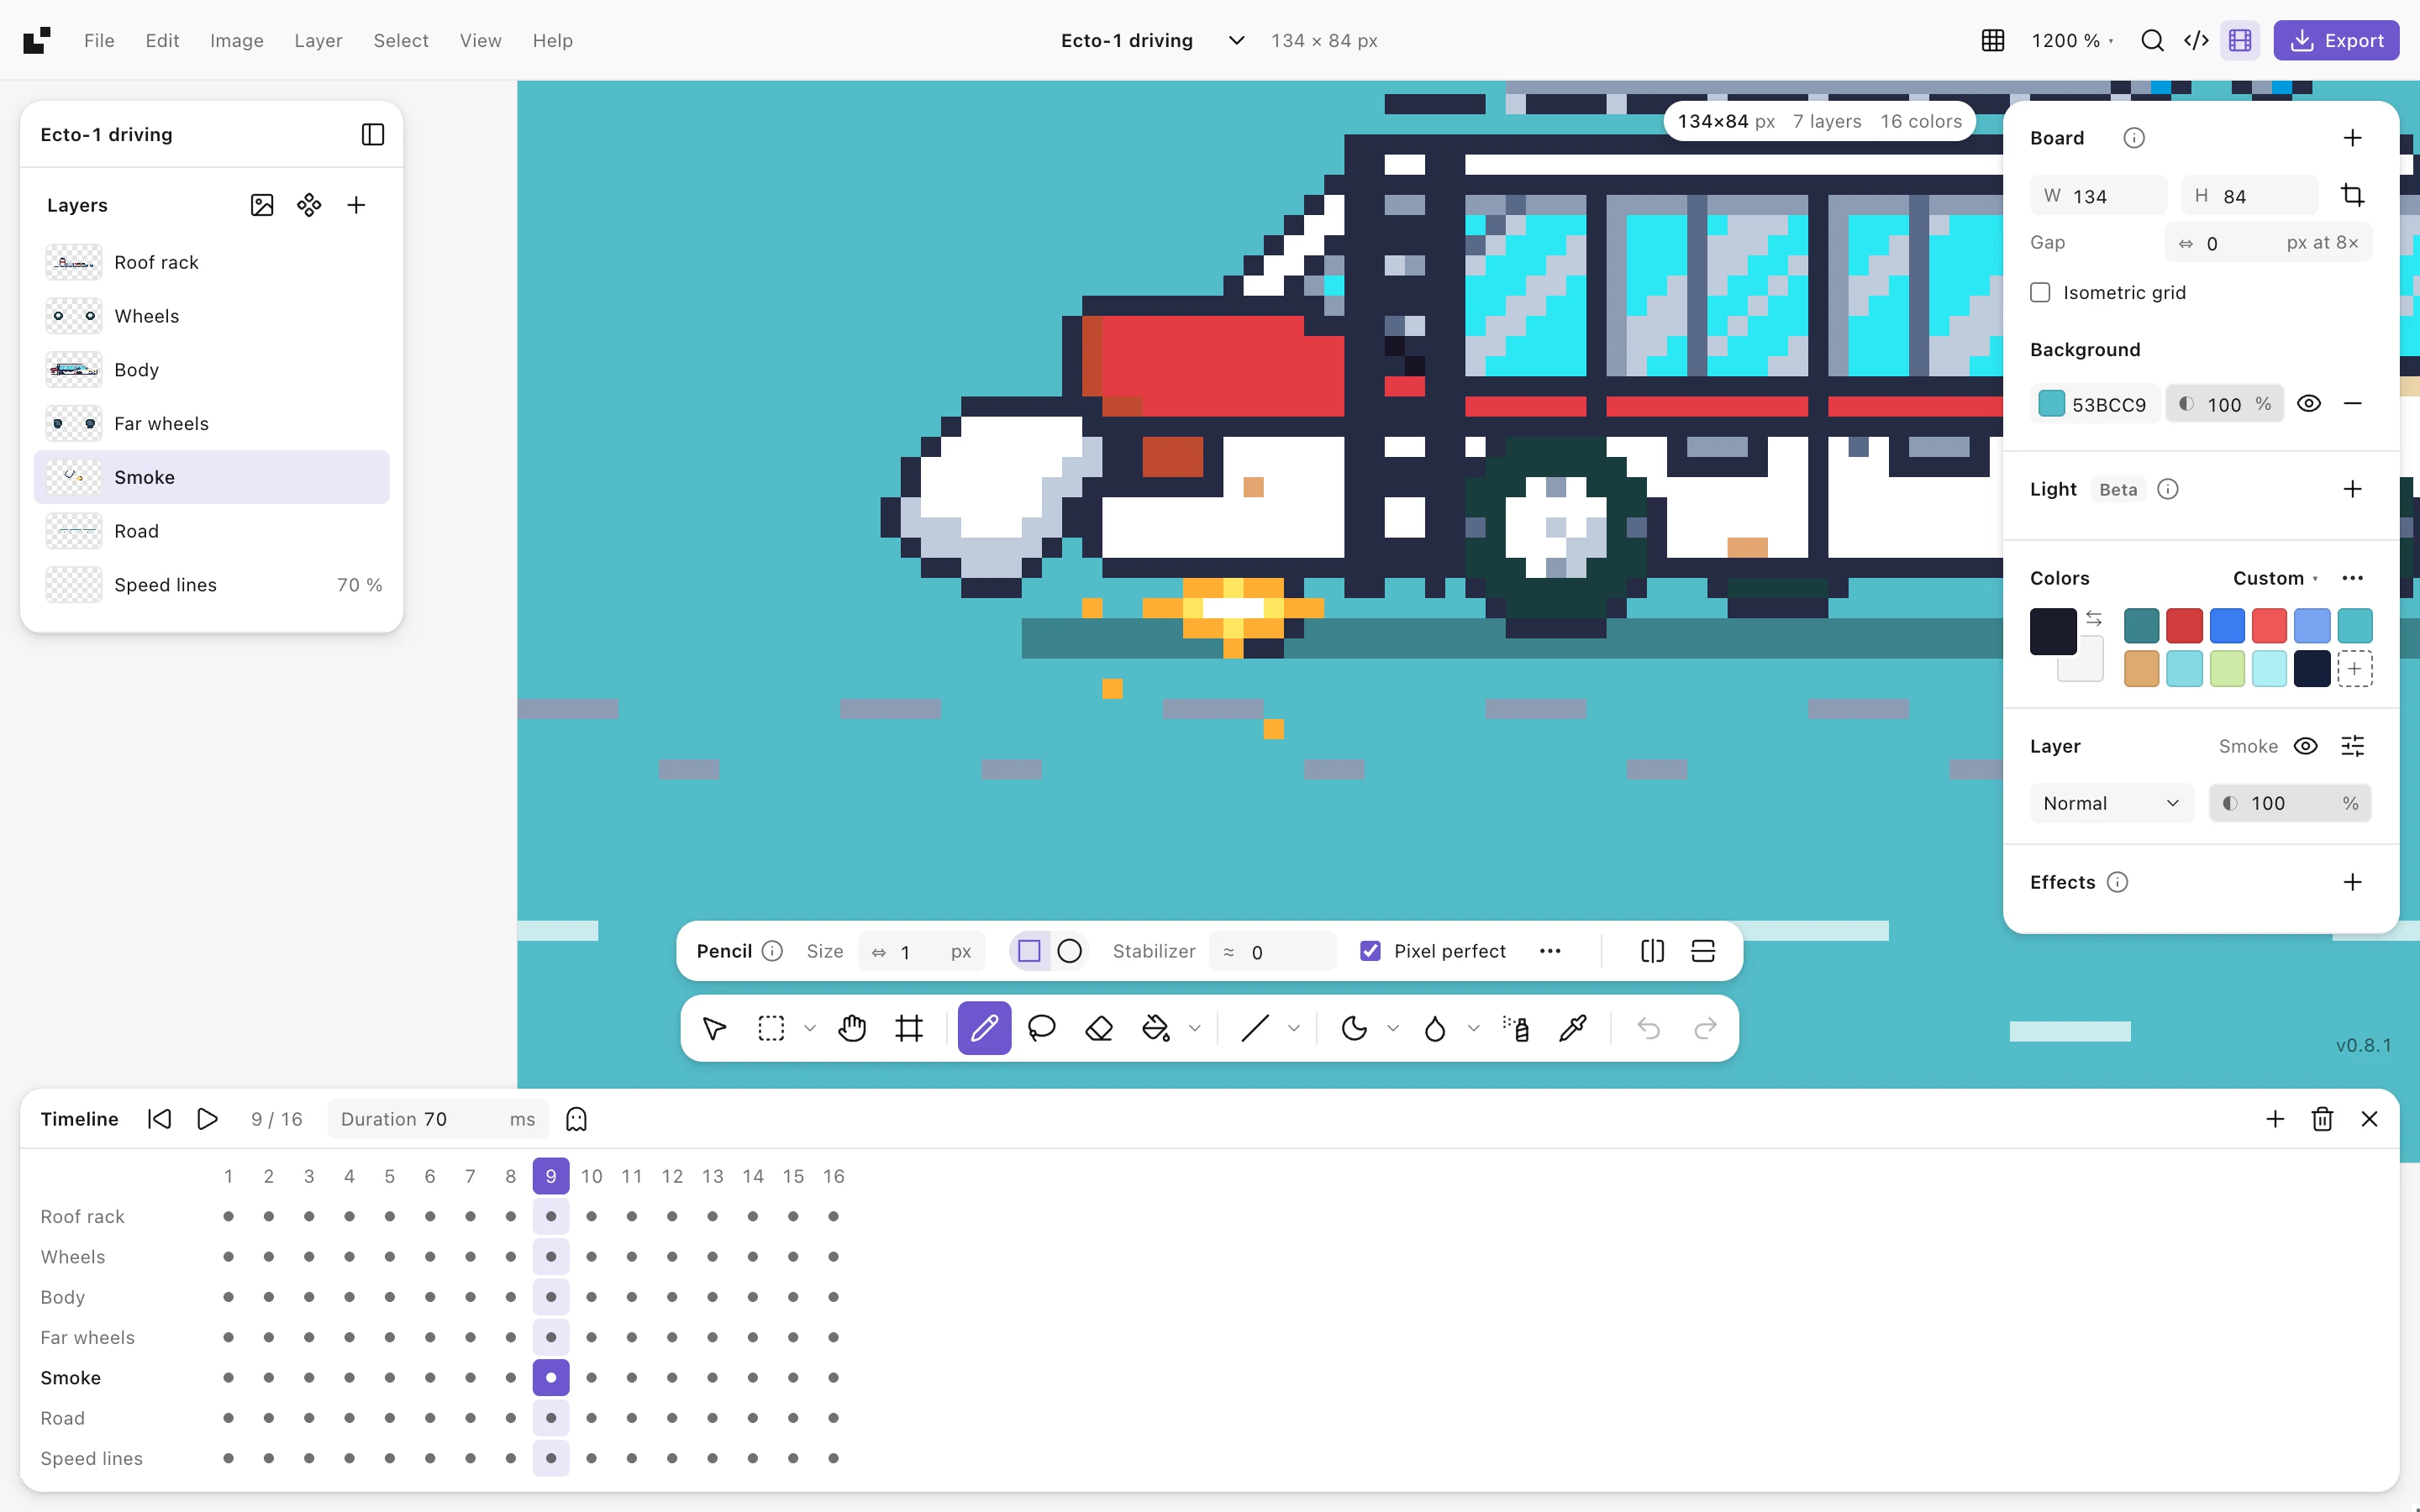 File Edit Image Layer Select View Help
Ecto-1 driving 134 × 84 px
1200 %
Export
Ecto-1 driving
Layers
Roof rack
Wheels
Body
Far wheels
Smoke
Road
Speed lines 70 %
134×84 px 7 layers 16 colors
Board
W 134 H 84
Gap 0 px at 8×
Isometric grid
Background
53BCC9 100 %
Light Beta
Colors Custom
Layer Smoke
Normal 100 %
Effects
Pencil Size 1 px Stabilizer ≈ 0 Pixel perfect
v0.8.1
Timeline 9 / 16 Duration 70 ms
1 2 3 4 5 6 7 8 9 10 11 12 13 14 15 16
Roof rack
Wheels
Body
Far wheels
Smoke
Road
Speed lines